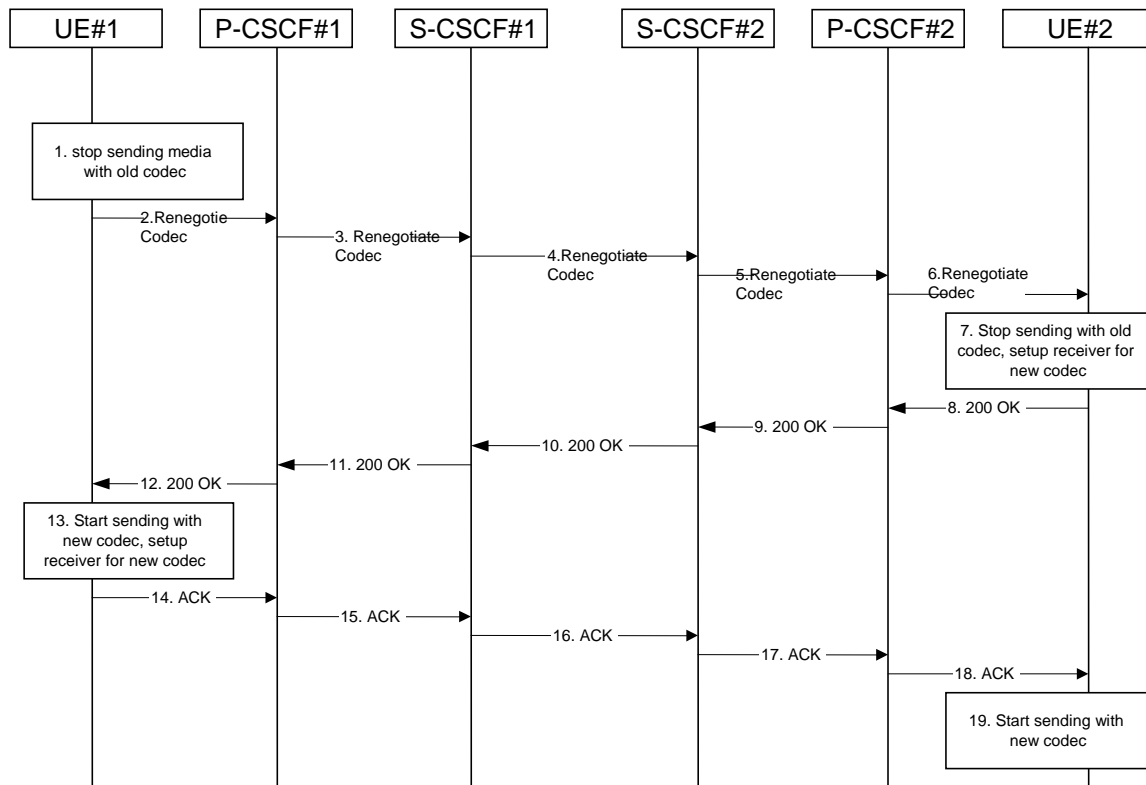 UE#1
P-CSCF#1
S-CSCF#1
S-CSCF#2
P-CSCF#2
UE#2
1. stop sending media
with old codec
2.Renegotie
Codec
3. Renegotiate
Codec
4.Renegotiate
Codec
5.Renegotiate
Codec
6.Renegotiate
Codec
7. Stop sending with old
codec, setup receiver for
new codec
8. 200 OK
9. 200 OK
10. 200 OK
11. 200 OK
12. 200 OK
13. Start sending with
new codec, setup
receiver for new codec
14. ACK
15. ACK
16. ACK
17. ACK
18. ACK
19. Start sending with
new codec